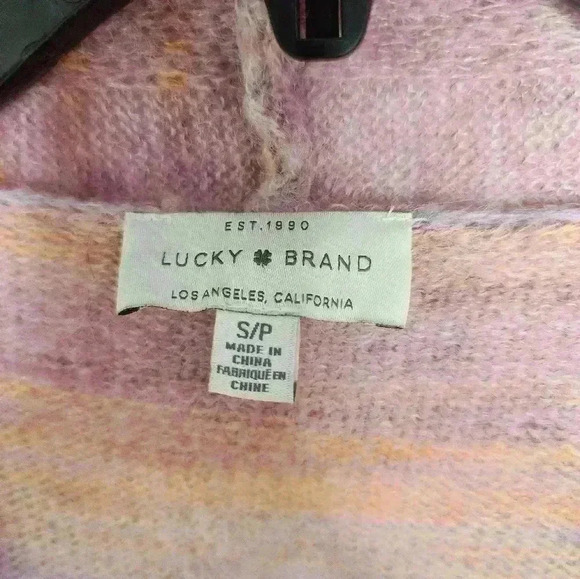 EST.1990
LUCKY BRAND
LOS ANGELES, CALIFORNIA
S/P
MADE IN
CHINA
FABRIQUÉ EN
CHINE